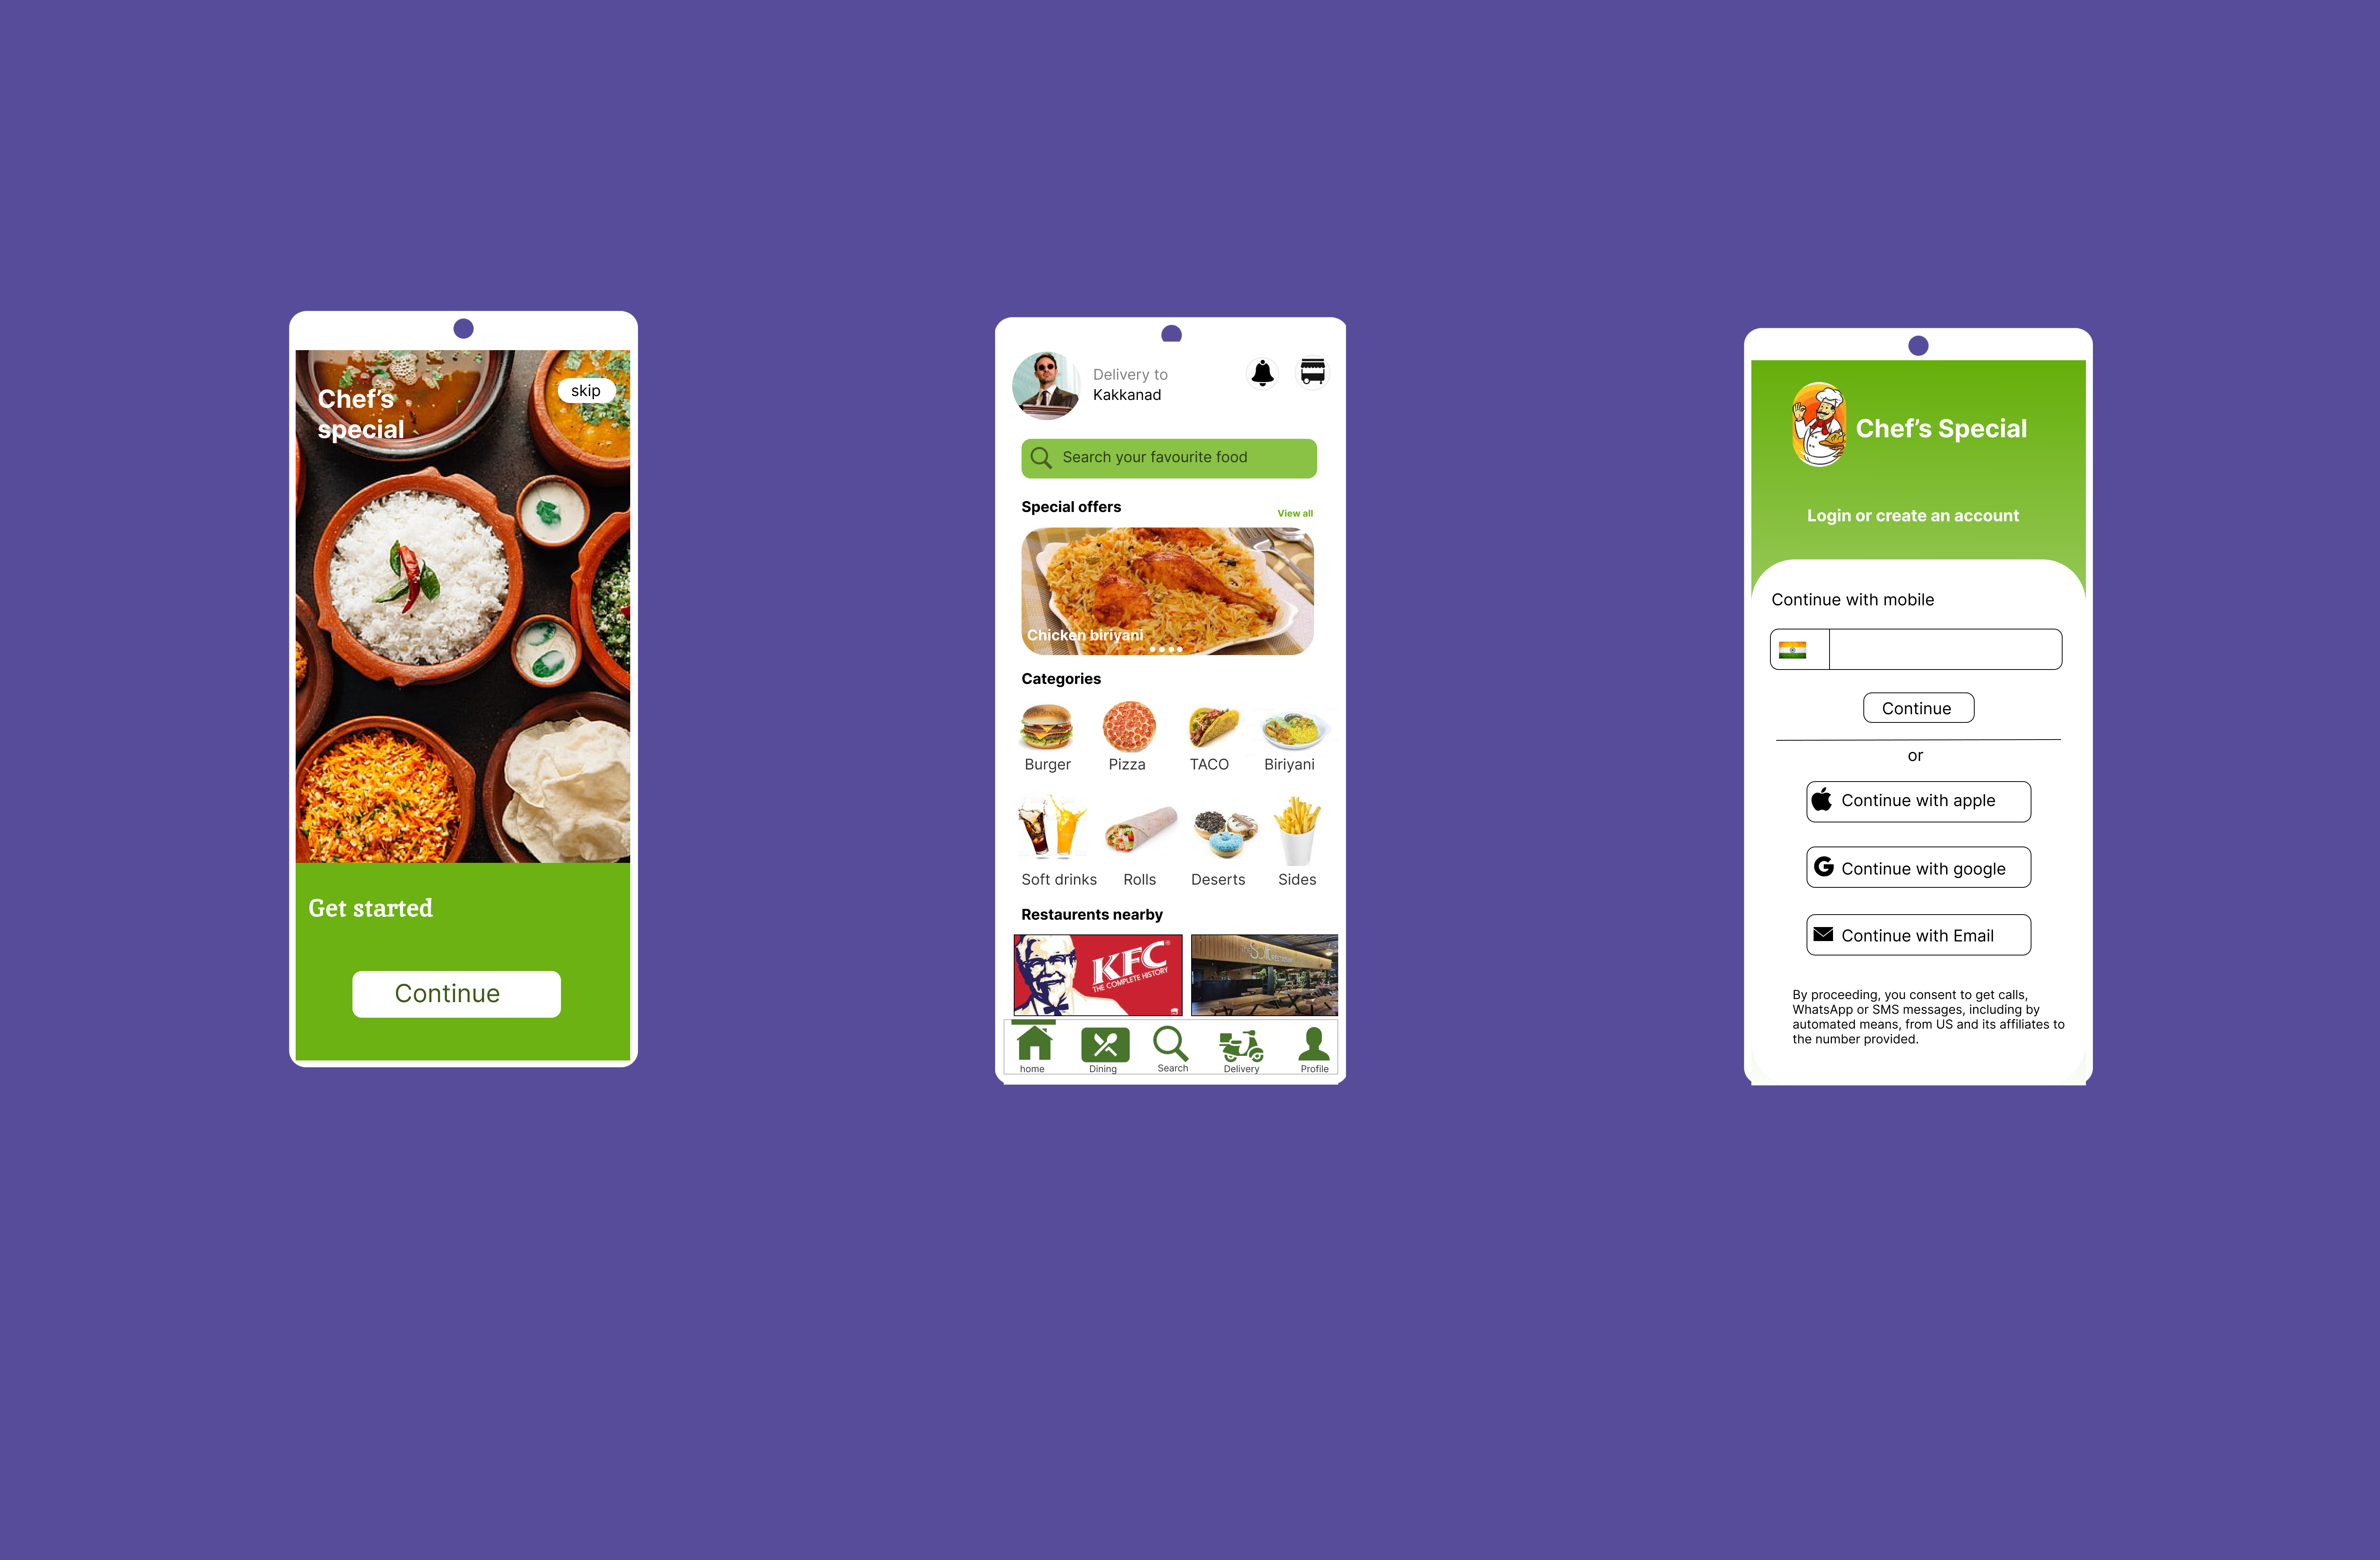 Chef's
special
skip
Get started
Continue
Delivery to
Kakkanad
Search your favourite food
Special offers
View all
Chicken biriyani
Categories
Burger
Pizza
TACO
Biriyani
Soft drinks
Rolls
Deserts
Sides
Restaurents nearby
KFC
THE COMPLETE HISTORY
home
Dining
Search
Delivery
Profile
Chef's Special
Login or create an account
Continue with mobile
Continue
or
Continue with apple
Continue with google
Continue with Email
By proceeding, you consent to get calls,
WhatsApp or SMS messages, including by
automated means, from US and its affiliates to
the number provided.